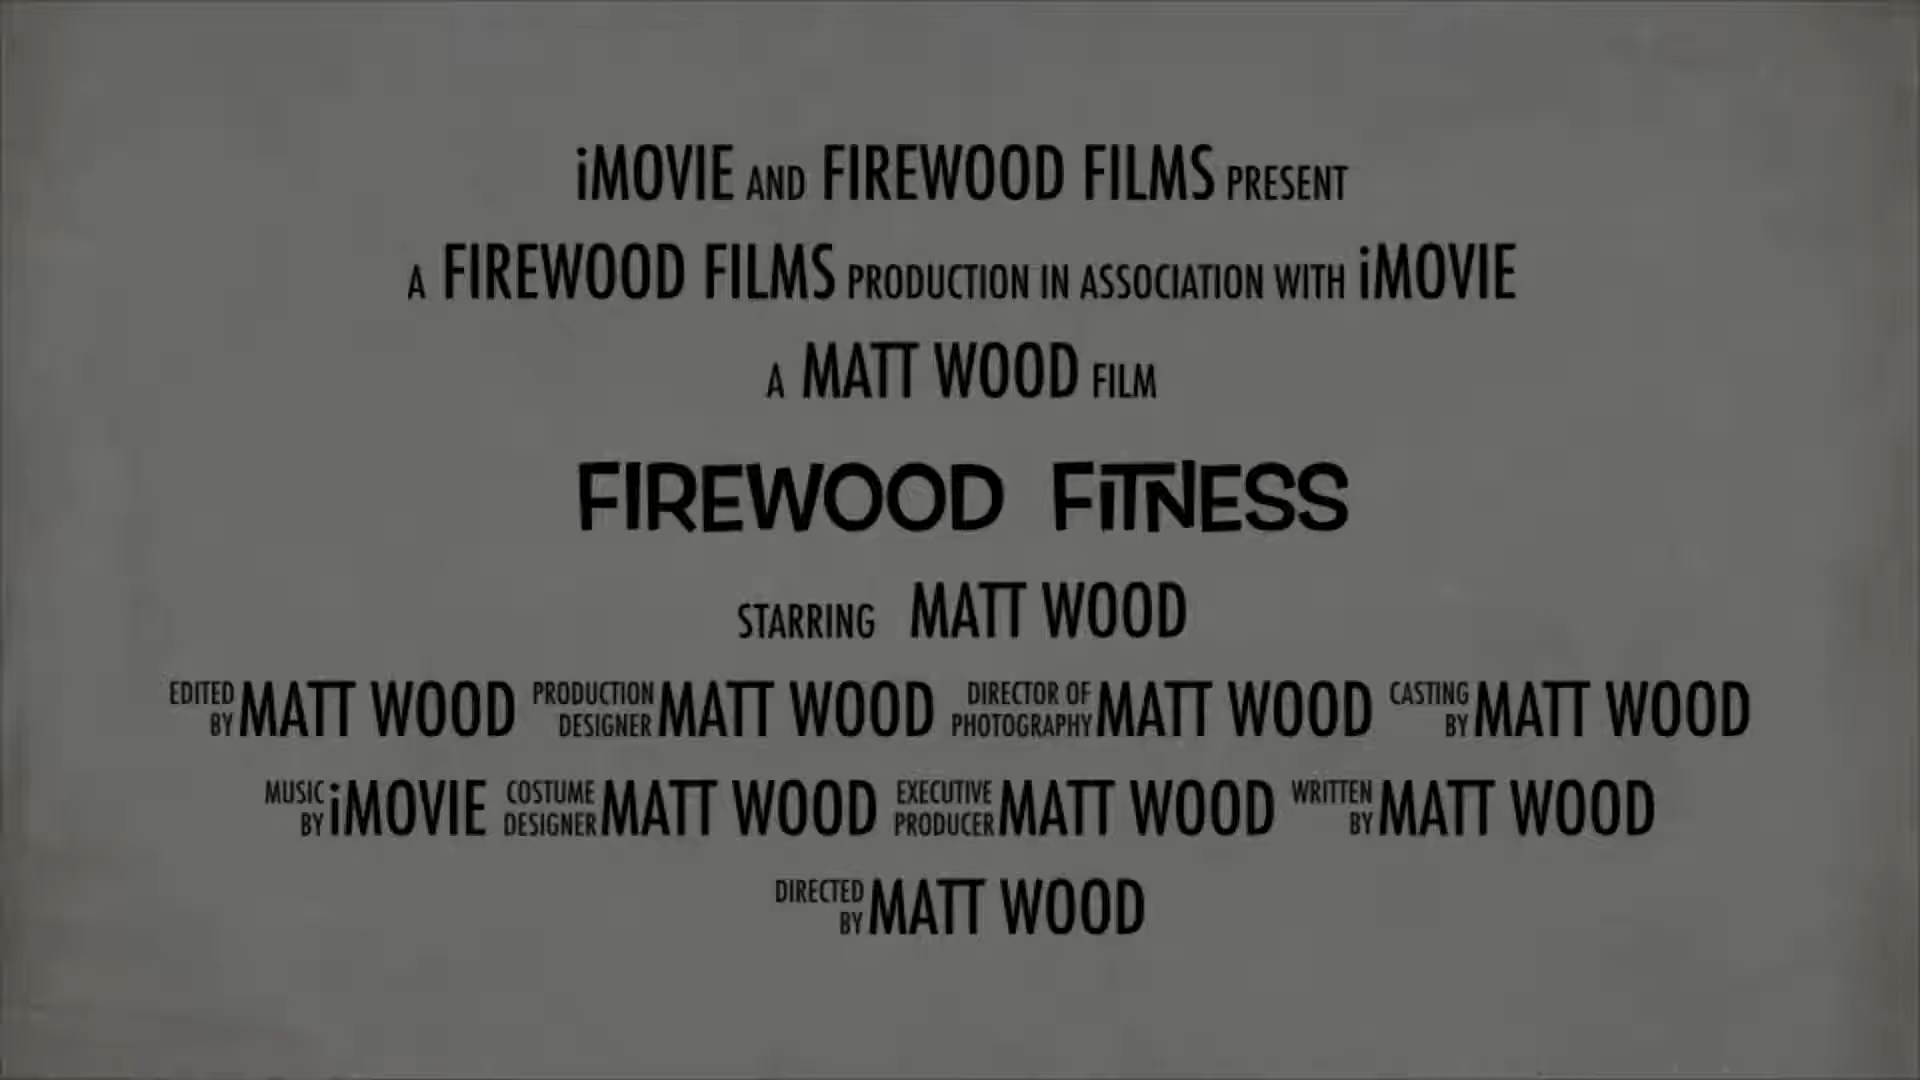 iMOVIE AND FIREWOOD FILMS PRESENT
A FIREWOOD FILMS PRODUCTION IN ASSOCIATION WITH iMOVIE
A MATT WOOD FILM
FIREWOOD FiTNESS
STARRING MATT WOOD
EDITED BY MATT WOOD PRODUCTION DESIGNER MATT WOOD DIRECTOR OF PHOTOGRAPHY MATT WOOD CASTING BY MATT WOOD
MUSIC BY iMOVIE COSTUME DESIGNER MATT WOOD EXECUTIVE PRODUCER MATT WOOD WRITTEN BY MATT WOOD
DIRECTED BY MATT WOOD